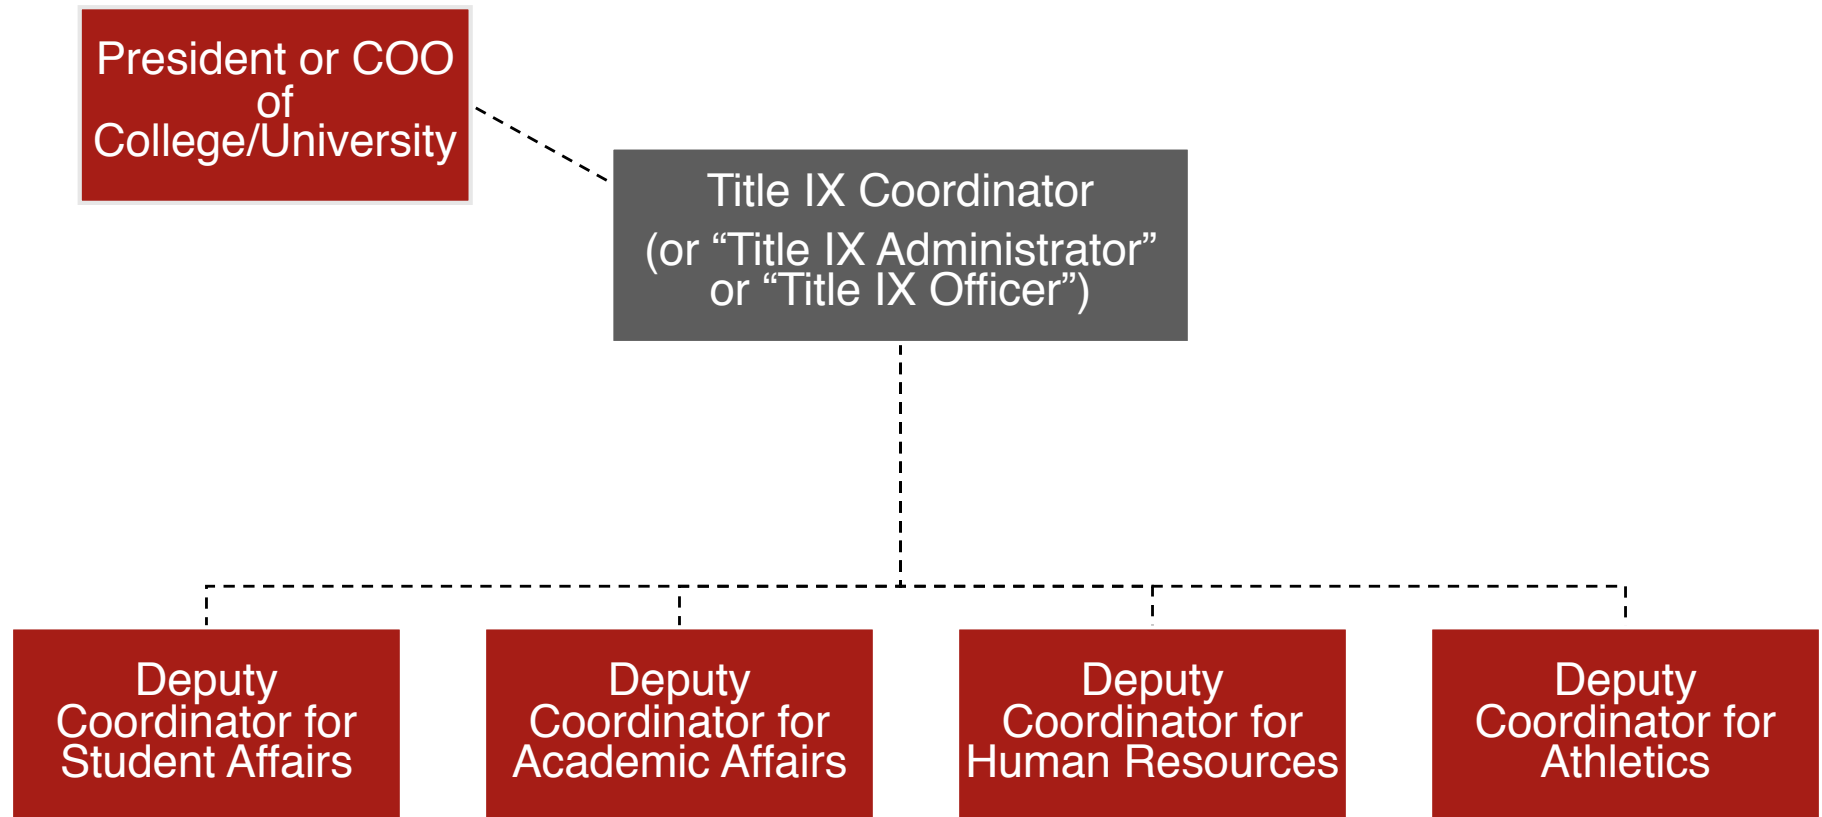 President or COO
of
College/University
Title IX Coordinator
(or “Title IX Administrator”
or “Title IX Officer”)
Deputy
Coordinator for
Student Affairs
Deputy
Coordinator for
Academic Affairs
Deputy
Coordinator for
Human Resources
Deputy
Coordinator for
Athletics